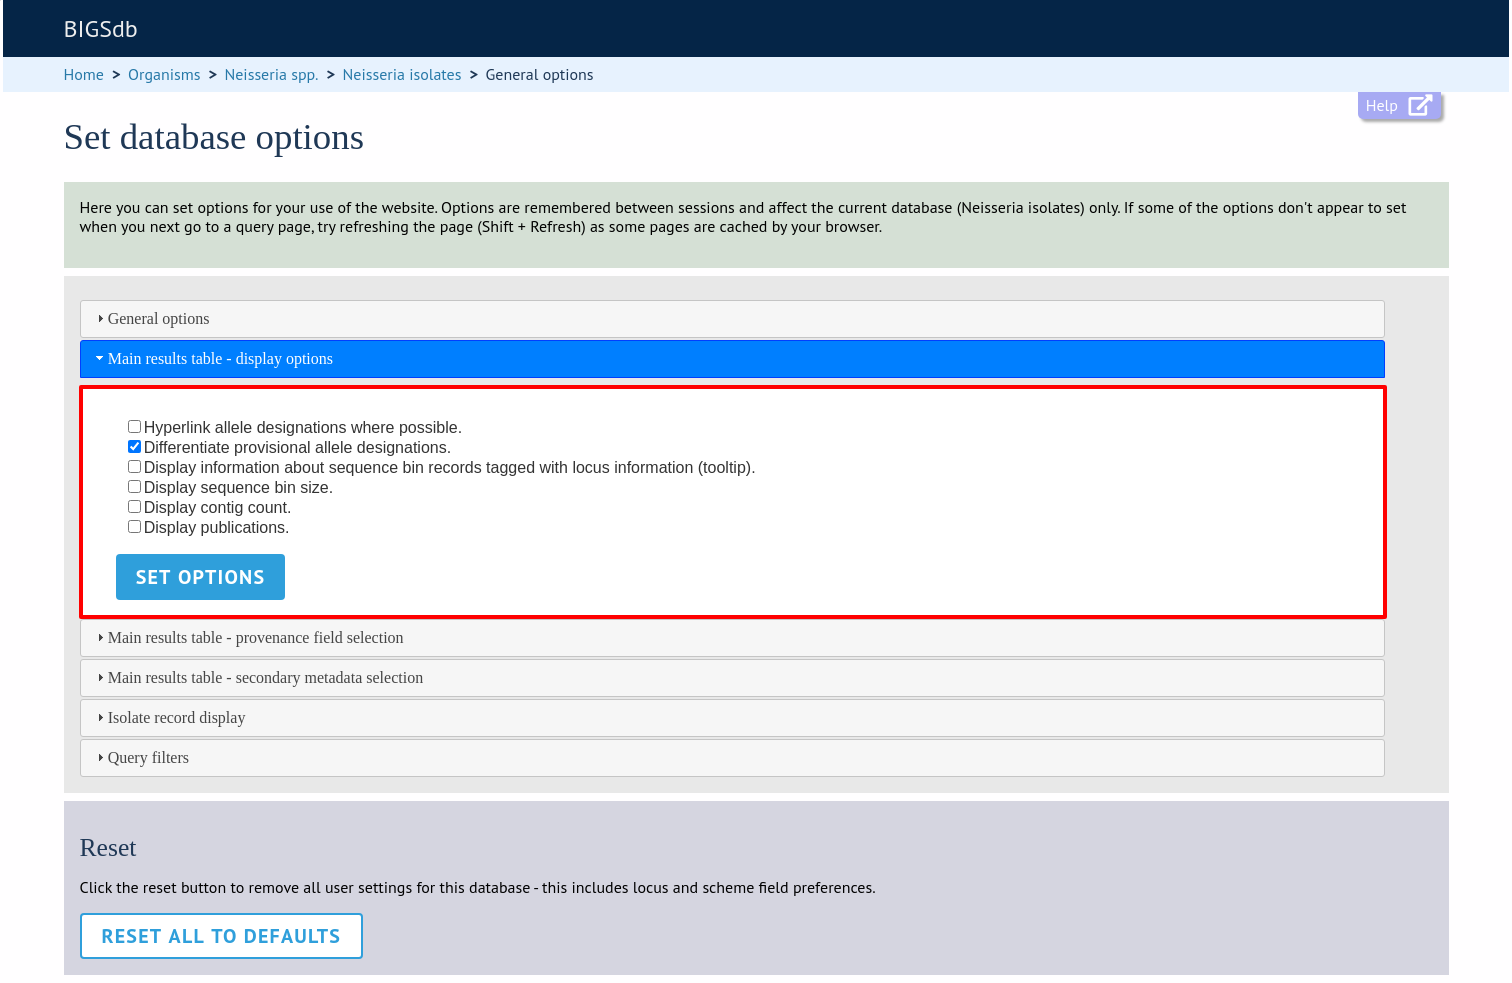 BIGSdb
Home > Organisms > Neisseria spp. > Neisseria isolates > General options
Help
Set database options
Here you can set options for your use of the website. Options are remembered between sessions and affect the current database (Neisseria isolates) only. If some of the options don't appear to set
when you next go to a query page, try refreshing the page (Shift + Refresh) as some pages are cached by your browser.
General options
Main results table - display options
Hyperlink allele designations where possible.
Differentiate provisional allele designations.
Display information about sequence bin records tagged with locus information (tooltip).
Display sequence bin size.
Display contig count.
Display publications.
SET OPTIONS
Main results table - provenance field selection
Main results table - secondary metadata selection
Isolate record display
Query filters
Reset
Click the reset button to remove all user settings for this database - this includes locus and scheme field preferences.
RESET ALL TO DEFAULTS